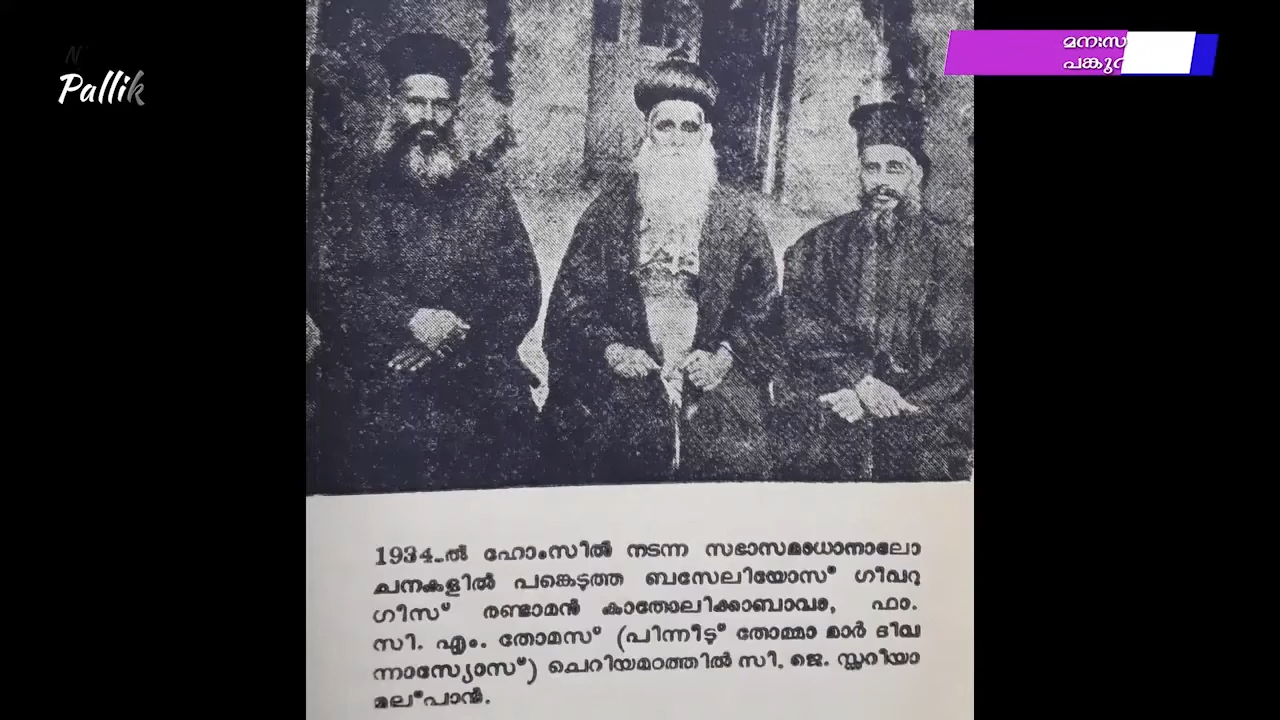 Pallik
മനഃസ
പങ്കുവ
1934-ൽ ഹോംസിൽ നടന്ന സഭാസമാധാനാലോ
ചനകളിൽ പങ്കെടുത്ത ബസേലിയോസ് ഗീവറു
ഗീസ് രണ്ടാമൻ കാതോലിക്കാബാവാ, ഫാ.
സി. എം. തോമസ് (പിന്നീട് തോമ്മാ മാർ ദീവ
ന്നാസ്യോസ്) ചെറിയമഠത്തിൽ സി. ജെ. സ്കറിയാ
മല്പാൻ.